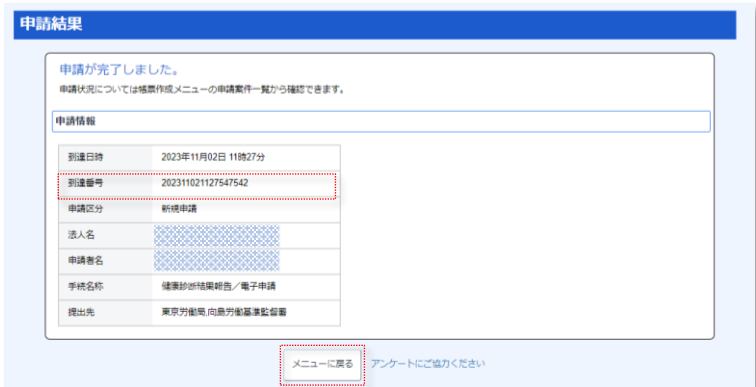 申請結果
申請が完了しました。
申請状況については帳票作成メニューの申請案件一覧から確認できます。
申請情報
到達日時 2023年11月02日 11時27分
到達番号 202311021127547542
申請区分 新規申請
法人名
申請者名
手続名称 健康診断結果報告／電子申請
提出先 東京労働局,向島労働基準監督署
メニューに戻る アンケートにご協力ください